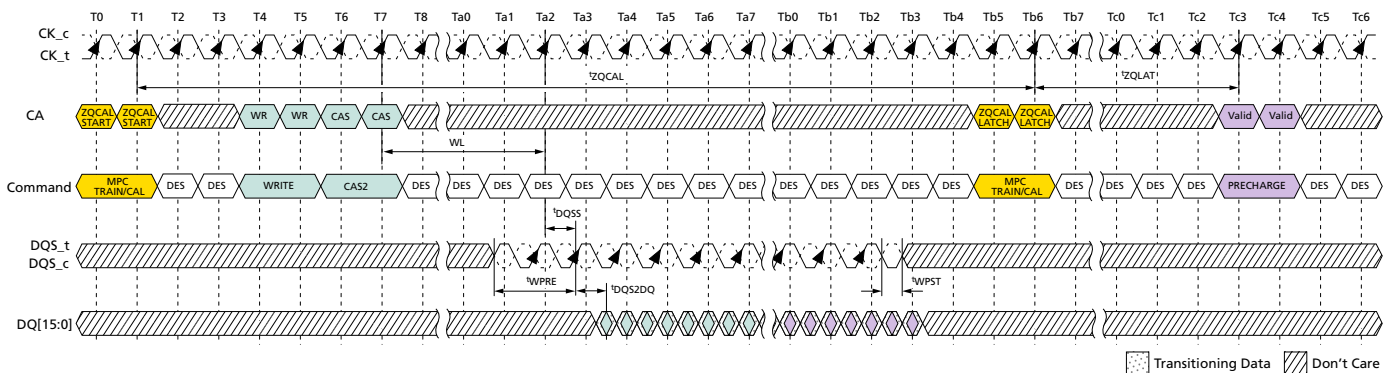 T0 T1 T2 T3 T4 T5 T6 T7 T8 Ta0 Ta1 Ta2 Ta3 Ta4 Ta5 Ta6 Ta7 Tb0 Tb1 Tb2 Tb3 Tb4 Tb5 Tb6 Tb7 Tc0 Tc1 Tc2 Tc3 Tc4 Tc5 Tc6
CK_c
CK_t
tZQCAL tZQLAT
CA ZQCAL START ZQCAL START WR WR CAS CAS ZQCAL LATCH ZQCAL LATCH Valid Valid
WL
Command MPC TRAIN/CAL DES DES WRITE CAS2 DES DES DES DES DES DES DES DES DES DES DES DES DES DES MPC TRAIN/CAL DES DES DES DES PRECHARGE DES DES
tDQSS
DQS_t
DQS_c
tWPRE tDQS2DQ tWPST
DQ[15:0]
Transitioning Data Don't Care